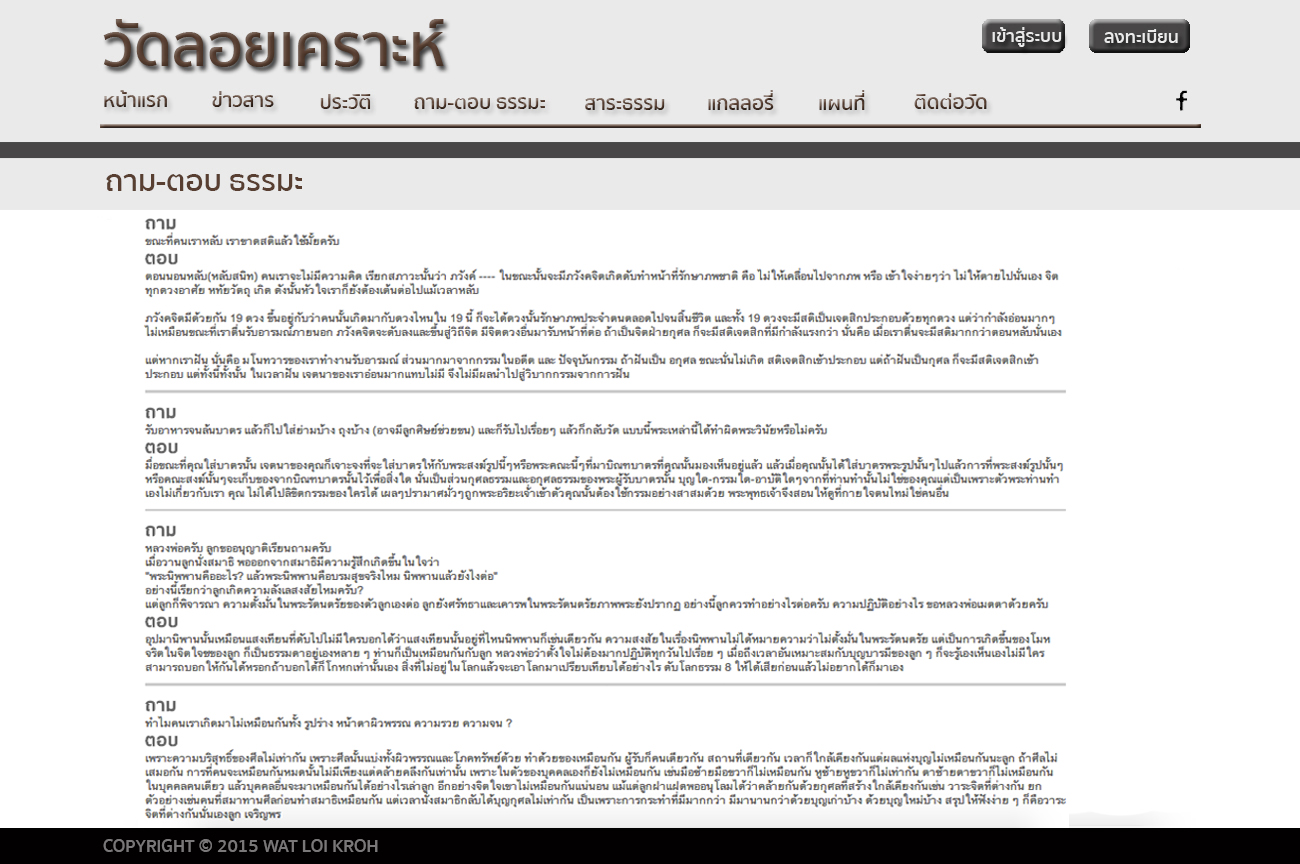 วัดลอยเคราะห์
เข้าสู่ระบบ
ลงทะเบียน
หน้าแรก ข่าวสาร ประวัติ ถาม-ตอบ ธรรมะ สาระธรรม แกลลอรี่ แผนที่ ติดต่อวัด f
ถาม-ตอบ ธรรมะ
ถาม
ขณะที่คนเราหลับ เราขาดสติแล้วใช้มั้ยครับ
ตอบ
ตอนนอนหลับ(หลับสนิท) คนเราจะไม่มีความคิด เรียกสภาวะนั้นว่า ภวังค์ ---- ในขณะนั้นจะมีภวังคจิตเกิดดับทำหน้าที่รักษาภพชาติ คือ ไม่ให้เคลื่อนไปจากภพ หรือ เข้าใจง่ายๆว่า ไม่ให้ตายไปนั่นเอง จิต
ทุกดวงอาศัย หทัยวัตถุ เกิด ดังนั้นหัวใจเราก็ยังต้องเต้นต่อไปแม้เวลาหลับ
ภวังคจิตมีด้วยกัน 19 ดวง ขึ้นอยู่กับว่าคนนั้นเกิดมากับดวงไหนใน 19 นี้ ก็จะได้ดวงนั้นรักษาภพประจำตนตลอดไปจนสิ้นชีวิต และทั้ง 19 ดวงจะมีสติเป็นเจตสิกประกอบด้วยทุกดวง แต่ว่ากำลังอ่อนมากๆ
ไม่เหมือนขณะที่เราตื่นรับอารมณ์ภายนอก ภวังคจิตจะดับลงและขึ้นสู่วิถีจิต มีจิตดวงอื่นมารับหน้าที่ต่อ ถ้าเป็นจิตฝ่ายกุศล ก็จะมีสติเจตสิกที่มีกำลังแรงกว่า นั่นคือ เมื่อเราตื่นจะมีสติมากกว่าตอนหลับนั่นเอง
แต่หากเราฝัน นั่นคือ มโนทวารของเราทำงานรับอารมณ์ ส่วนมากมาจากกรรมในอดีต และ ปัจจุบันกรรม ถ้าฝันเป็น อกุศล ขณะนั่นไม่เกิด สติเจตสิกเข้าประกอบ แต่ถ้าฝันเป็นกุศล ก็จะมีสติเจตสิกเข้า
ประกอบ แต่ทั้งนี้ทั้งนั้น ในเวลาฝัน เจตนาของเราอ่อนมากแทบไม่มี จึงไม่มีผลนำไปสู่วิบากกรรมจากการฝัน
ถาม
รับอาหารจนล้นบาตร แล้วก็ไปใส่ย่ามบ้าง ถุงบ้าง (อาจมีลูกศิษย์ช่วยขน) และก็รับไปเรื่อยๆ แล้วก็กลับวัด แบบนี้พระเหล่านี้ได้ทำผิดพระวินัยหรือไม่ครับ
ตอบ
มื่อขณะที่คุณใส่บาตรนั้น เจตนาของคุณก็เจาะจงที่จะใส่บาตรให้กับพระสงฆ์รูปนี้ๆหรือพระคณะนี้ๆที่มาบิณฑบาตรที่คุณนั้นมองเห็นอยู่แล้ว แล้วเมื่อคุณนั้นได้ใส่บาตรพระรูปนั้นๆไปแล้วการที่พระสงฆ์รูปนั้นๆ
หรือคณะสงฆ์นั้นๆจะเก็บของจากบิณฑบาตรนั้นไว้เพื่อสิ่งใด นั่นเป็นส่วนกุศลธรรมและอกุศลธรรมของพระผู้รับบาตรนั้น บุญใด-กรรมใด-อาบัติใดๆจากที่ท่านทำนั้นไม่ใช่ของคุณแต่เป็นเพราะตัวพระท่านทำ
เองไม่เกี่ยวกับเรา คุณ ไม่ได้ไปลิขิตกรรมของใครได้ เผลๆปรามาศมั่วๆถูกพระอริยะเจ้าเข้าตัวคุณนั้นต้องใช้กรรมอย่างสาสมด้วย พระพุทธเจ้าจึงสอนให้ดูที่กายใจตนไหม่ใช่คนอื่น
ถาม
หลวงพ่อครับ ลูกขออนุญาติเรียนถามครับ
เมื่อวานลูกนั่งสมาธิ พอออกจากสมาธิมีความรู้สึกเกิดขึ้นในใจว่า
"พระนิพพานคืออะไร? แล้วพระนิพพานคือบรมสุขจริงไหม นิพพานแล้วยังไงต่อ"
อย่างนี้เรียกว่าลูกเกิดความลังเลสงสัยไหมครับ?
แต่ลูกก็พิจารณา ความตั้งมั่นในพระรัตนตรัยของตัวลูกเองต่อ ลูกยังศรัทธาและเคารพในพระรัตนตรัยภาพพระยังปรากฏ อย่างนี้ลูกควรทำอย่างไรต่อครับ ความปฏิบัติอย่างไร ขอหลวงพ่อเมตตาด้วยครับ
ตอบ
อุปมานิพานนั้นเหมือนแสงเทียนที่ดับไปไม่มีใครบอกได้ว่าแสงเทียนนั้นอยู่ที่ไหนนิพพานก็เช่นเดียวกัน ความสงสัยในเรื่องนิพพานไม่ได้หมายความว่าไม่ตั้งมั่นในพระรัตนตรัย แต่เป็นการเกิดขึ้นของโมห
จริตในจิตใจของลูก ก็เป็นธรรมดาอยู่เองหลาย ๆ ท่านก็เป็นเหมือนกันกับลูก หลวงพ่อว่าตั้งใจไม่ต้องมากปฏิบัติทุกวันไปเรื่อย ๆ เมื่อถึงเวลาอันเหมาะสมกับบุญบารมีของลูก ๆ ก็จะรู้เองเห็นเองไม่มีใคร
สามารถบอกให้กันได้หรอกถ้าบอกได้ก็โกหกเท่านั้นเอง สิ่งที่ไม่อยู่ในโลกแล้วจะเอาโลกมาเปรียบเทียบได้อย่างไร ดับโลกธรรม 8 ให้ได้เสียก่อนแล้วไม่อยากได้ก็มาเอง
ถาม
ทำไมคนเราเกิดมาไม่เหมือนกันทั้ง รูปร่าง หน้าตาผิวพรรณ ความรวย ความจน ?
ตอบ
เพราะความบริสุทธิ์ของศีลไม่เท่ากัน เพราะศีลนั้นแบ่งทั้งผิวพรรณและโภคทรัพย์ด้วย ทำด้วยของเหมือนกัน ผู้รับก็คนเดียวกัน สถานที่เดียวกัน เวลาก็ใกล้เคียงกันแต่ผลแห่งบุญไม่เหมือนกันนะลูก ถ้าศีลไม่
เสมอกัน การที่คนจะเหมือนกันหมดนั้นไม่มีเพียงแต่คล้ายคลึงกันเท่านั้น เพราะในตัวของบุคคลเองก็ยังไม่เหมือนกัน เช่นมือซ้ายมือขวาก็ไม่เหมือนกัน หูซ้ายหูขวาก็ไม่เท่ากัน ตาซ้ายตาขวาก็ไม่เหมือนกัน
ในบุคคลคนเดียว แล้วบุคคลอื่นจะมาเหมือนกันได้อย่างไรเล่าลูก อีกอย่างจิตใจเขาไม่เหมือนกันแน่นอน แม้แต่ลูกฝาแฝดพออนุโลมได้ว่าคล้ายกันด้วยกุศลที่สร้างใกล้เคียงกันเช่น วาระจิตที่ต่างกัน ยก
ตัวอย่างเช่นคนที่สมาทานศีลก่อนทำสมาธิเหมือนกัน แต่เวลานั่งสมาธิกลับได้บุญกุศลไม่เท่ากัน เป็นเพราะการกระทำที่มีมากกว่า มีมานานกว่าด้วยบุญเก่าบ้าง ด้วยบุญใหม่บ้าง สรุปให้ฟังง่าย ๆ ก็คือวาระ
จิตที่ต่างกันนั่นเองลูก เจริญพร
COPYRIGHT © 2015 WAT LOI KROH